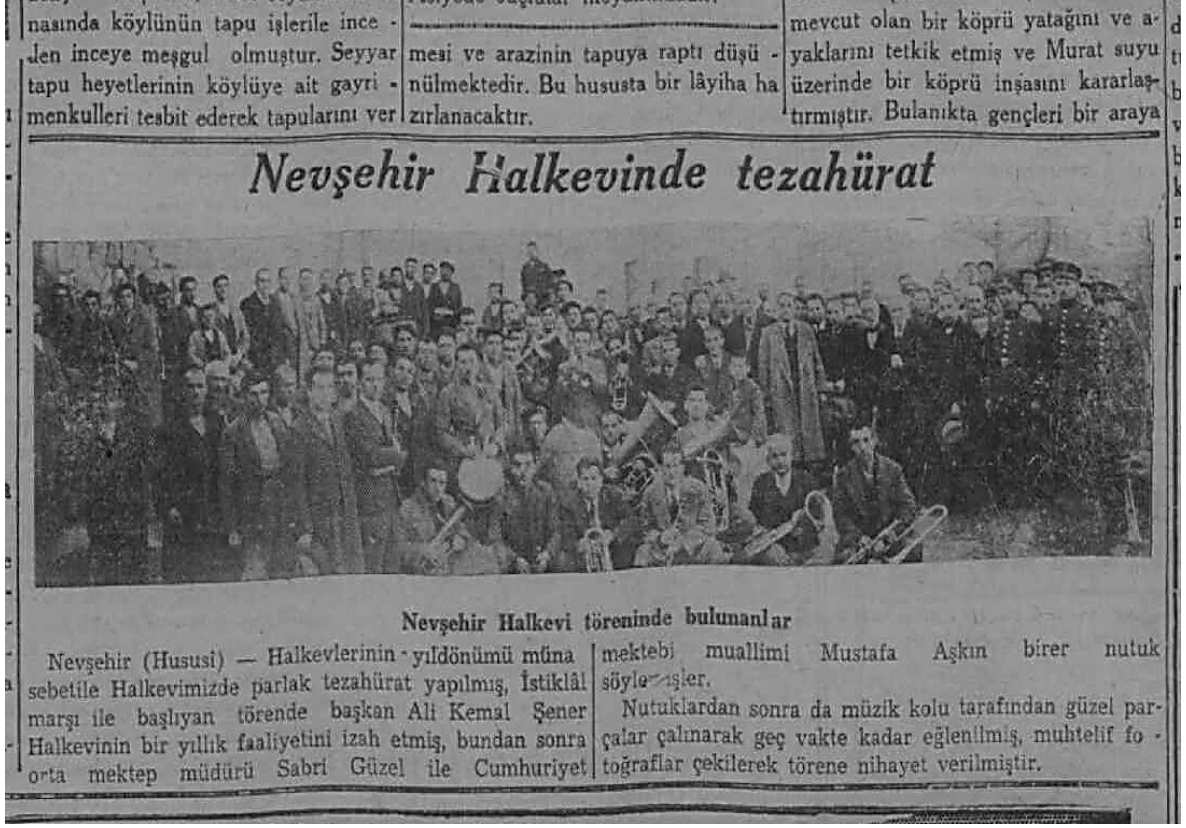 nasında köylünün tapu işlerile ince -
den inceye meşgul olmuştur. Seyyar
tapu heyetlerinin köylüye ait gayri -
menkulleri tesbit ederek tapularını ver
mesi ve arazinin tapuya raptı düşü -
nülmektedir. Bu hususta bir lâyiha ha
zırlanacaktır.
mevcut olan bir köprü yatağını ve a-
yaklarını tetkik etmiş ve Murat suyu
üzerinde bir köprü inşasını kararlaş-
tırmıştır. Bulanıkta gençleri bir araya
Nevşehir Halkevinde tezahürat
Nevşehir Halkevi töreninde bulunanlar
Nevşehir (Hususi) — Halkevlerinin yıldönümü müna
sebetile Halkevimizde parlak tezahürat yapılmış, İstiklâl
marşı ile başlıyan törende başkan Ali Kemal Şener
Halkevinin bir yıllık faaliyetini izah etmiş, bundan sonra
orta mektep müdürü Sabri Güzel ile Cumhuriyet
mektebi muallimi Mustafa Aşkın birer nutuk
söylemişler.
Nutuklardan sonra da müzik kolu tarafından güzel par-
çalar çalınarak geç vakte kadar eğlenilmiş, muhtelif fo -
toğraflar çekilerek törene nihayet verilmiştir.